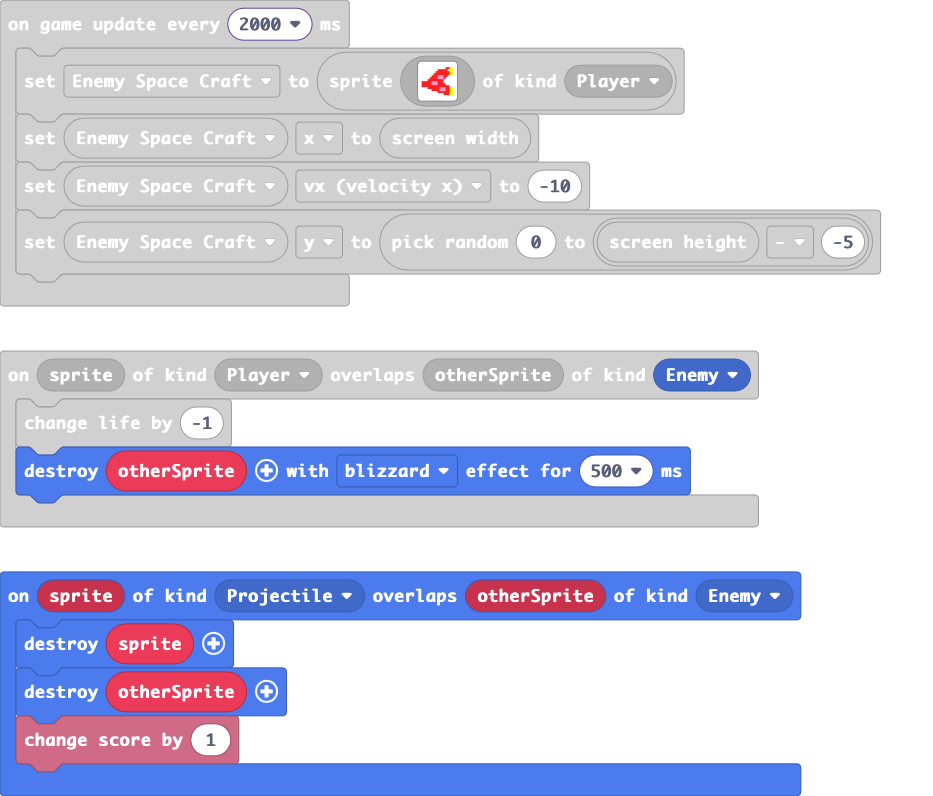 on game update every 2000 ms
set Enemy Space Craft to sprite of kind Player
set Enemy Space Craft x to screen width
set Enemy Space Craft vx (velocity x) to -10
set Enemy Space Craft y to pick random 0 to screen height - -5
on sprite of kind Player overlaps otherSprite of kind Enemy
change life by -1
destroy otherSprite with blizzard effect for 500 ms
on sprite of kind Projectile overlaps otherSprite of kind Enemy
destroy sprite
destroy otherSprite
change score by 1